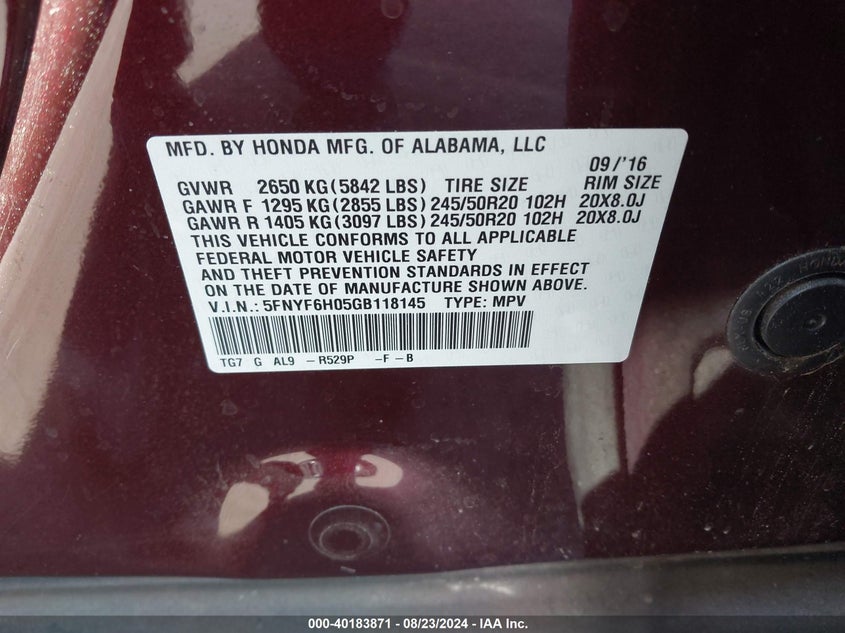 MFD. BY HONDA MFG. OF ALABAMA, LLC
09/'16
GVWR 2650 KG(5842 LBS) TIRE SIZE RIM SIZE
GAWR F 1295 KG(2855 LBS)245/50R20 102H 20X8.0J
GAWR R 1405 KG(3097 LBS)245/50R20 102H 20X8.0J
THIS VEHICLE CONFORMS TO ALL APPLICABLE
FEDERAL MOTOR VEHICLE SAFETY
AND THEFT PREVENTION STANDARDS IN EFFECT
ON THE DATE OF MANUFACTURE SHOWN ABOVE.
V.I.N.: 5FNYF6H05GB118145 TYPE: MPV
TG7 G AL9 -R529P -F-B
000-40183871 | 08/23/2024 | IAA Inc.